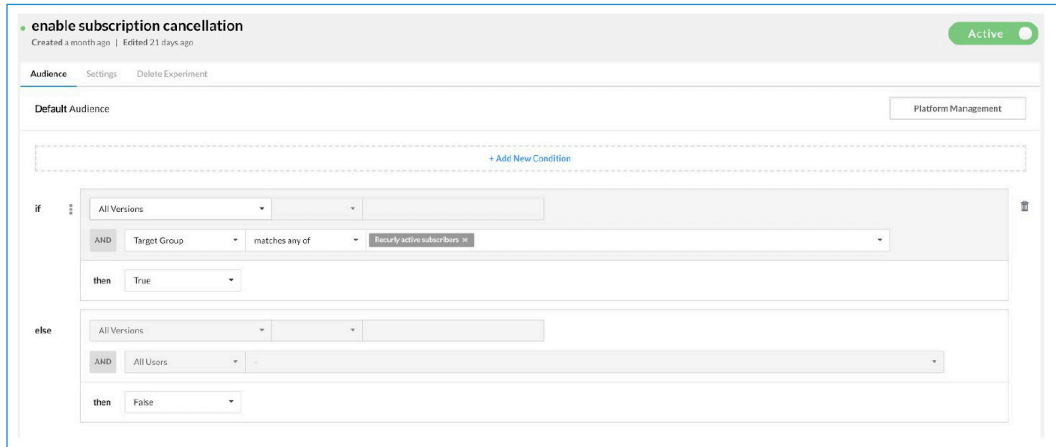 enable subscription cancellation
Active
Created a month ago | Edited 21 days ago
Audience Settings Delete Experiment
Default Audience Platform Management
+ Add New Condition
if All Versions
AND Target Group matches any of Recurly active subscribers ×
then True
else All Versions
AND All Users -
then False